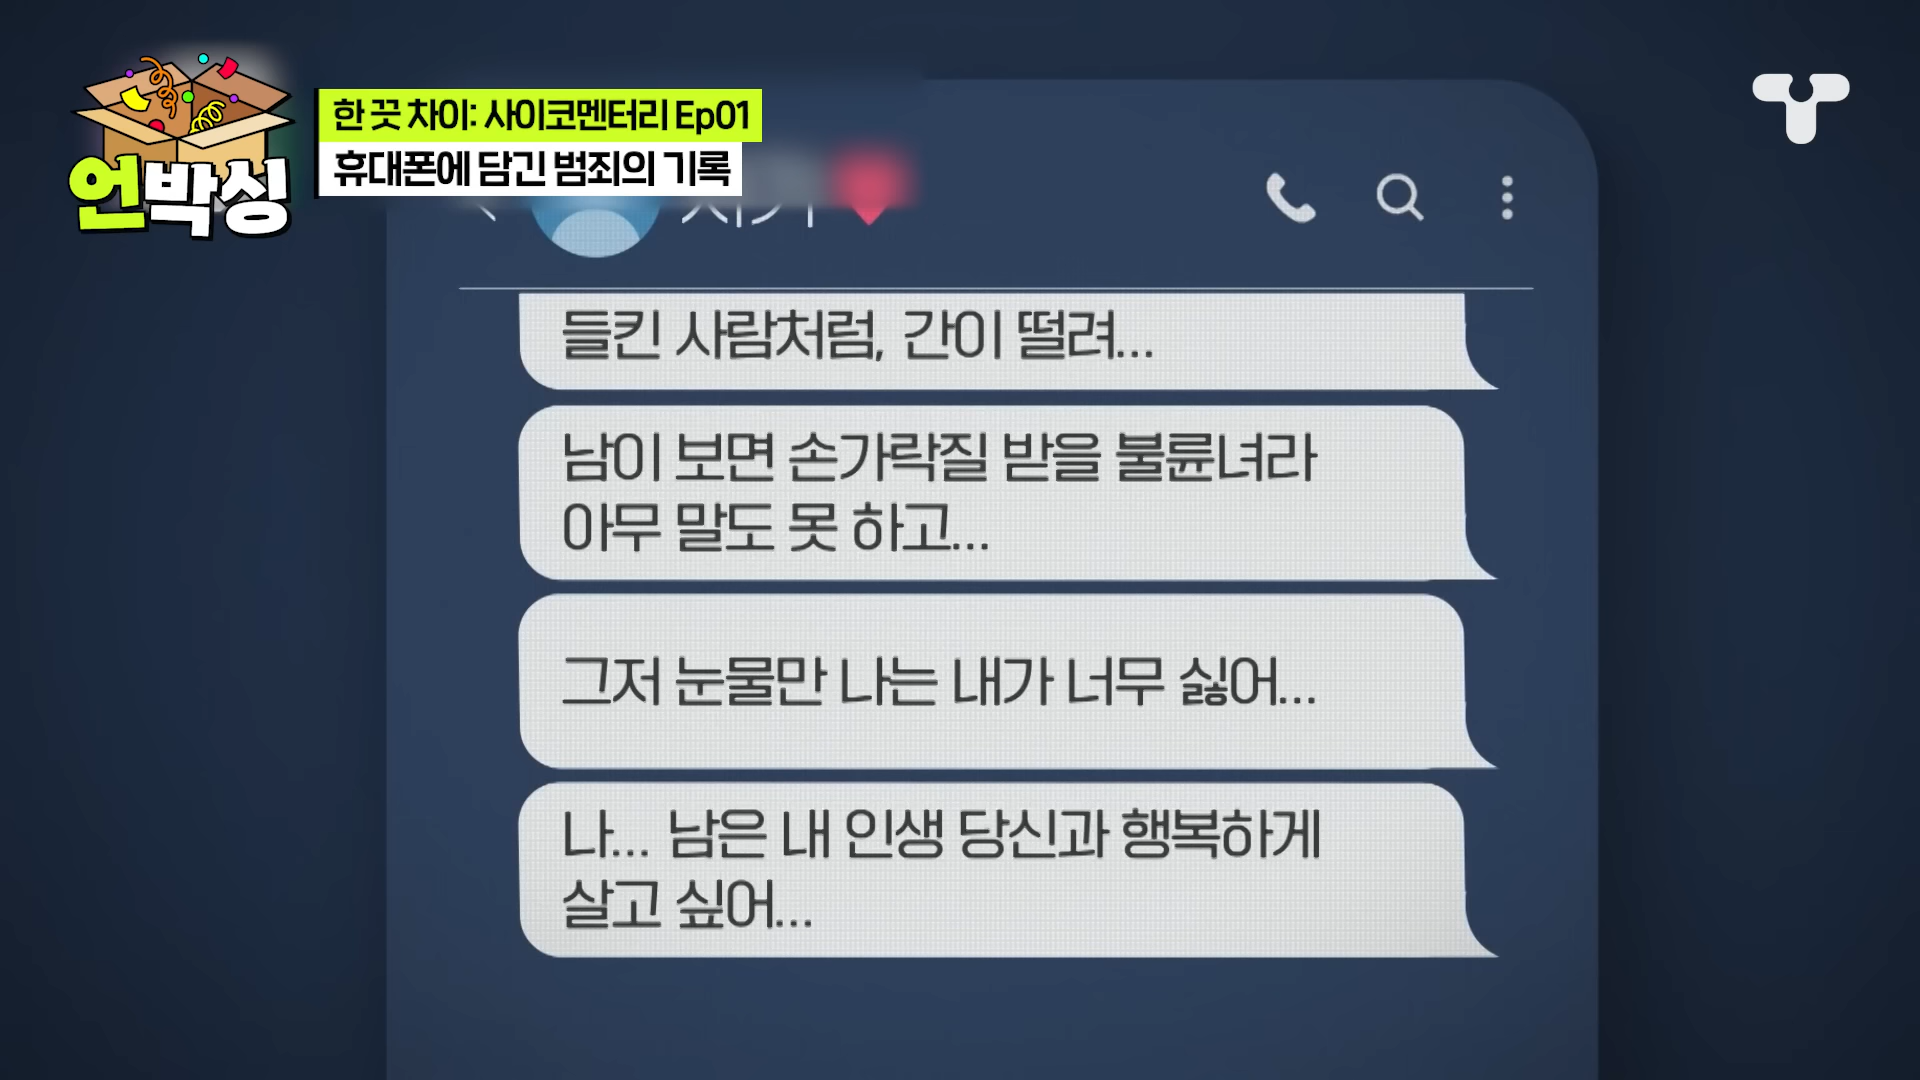 언박싱
한 끗 차이: 사이코멘터리 Ep01
휴대폰에 담긴 범죄의 기록
들킨 사람처럼, 간이 떨려...
남이 보면 손가락질 받을 불륜녀라
아무 말도 못 하고...
그저 눈물만 나는 내가 너무 싫어...
나... 남은 내 인생 당신과 행복하게
살고 싶어...